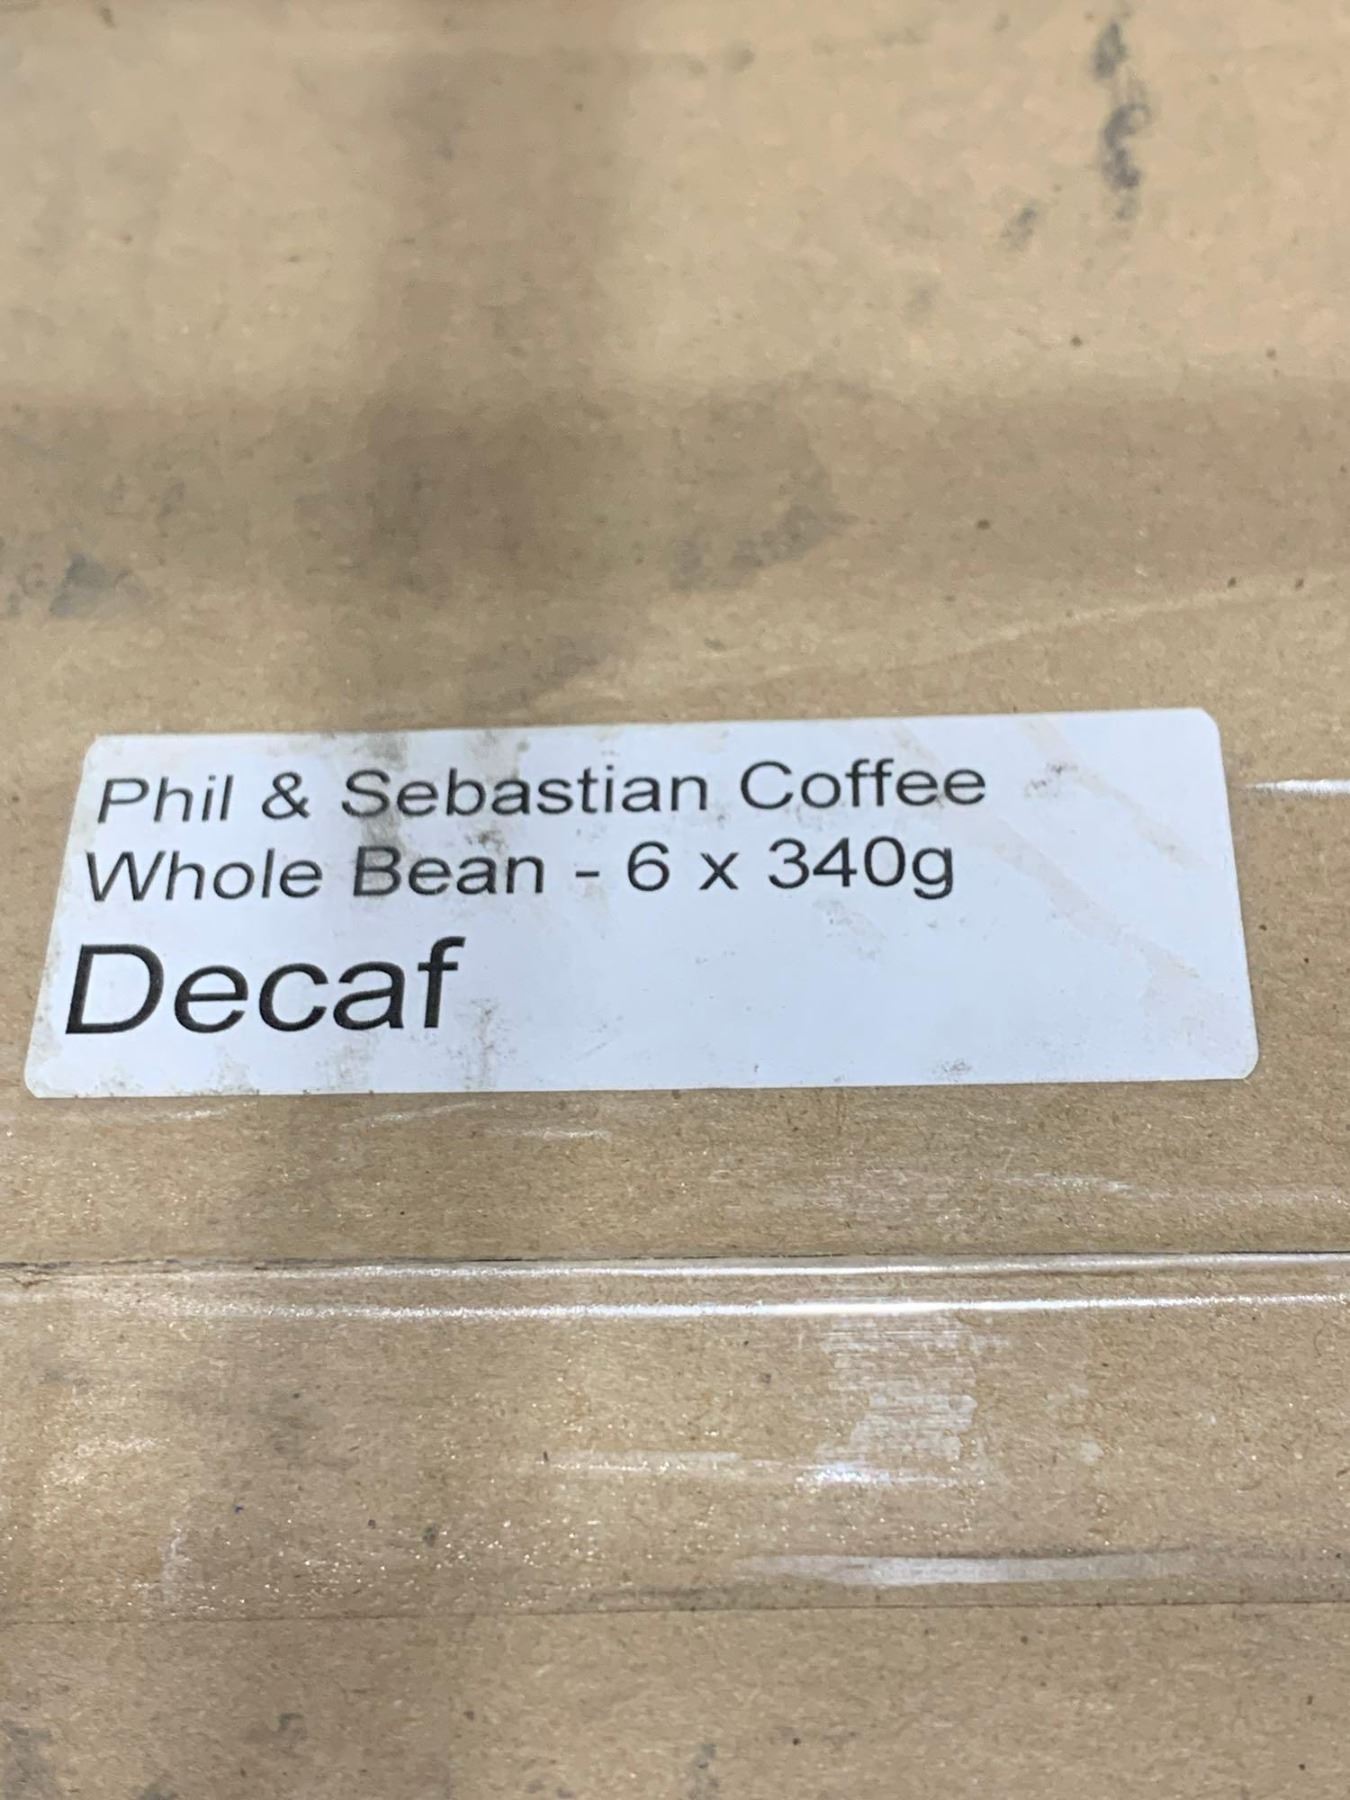 Phil & Sebastian Coffee
Whole Bean - 6 x 340g
Decaf